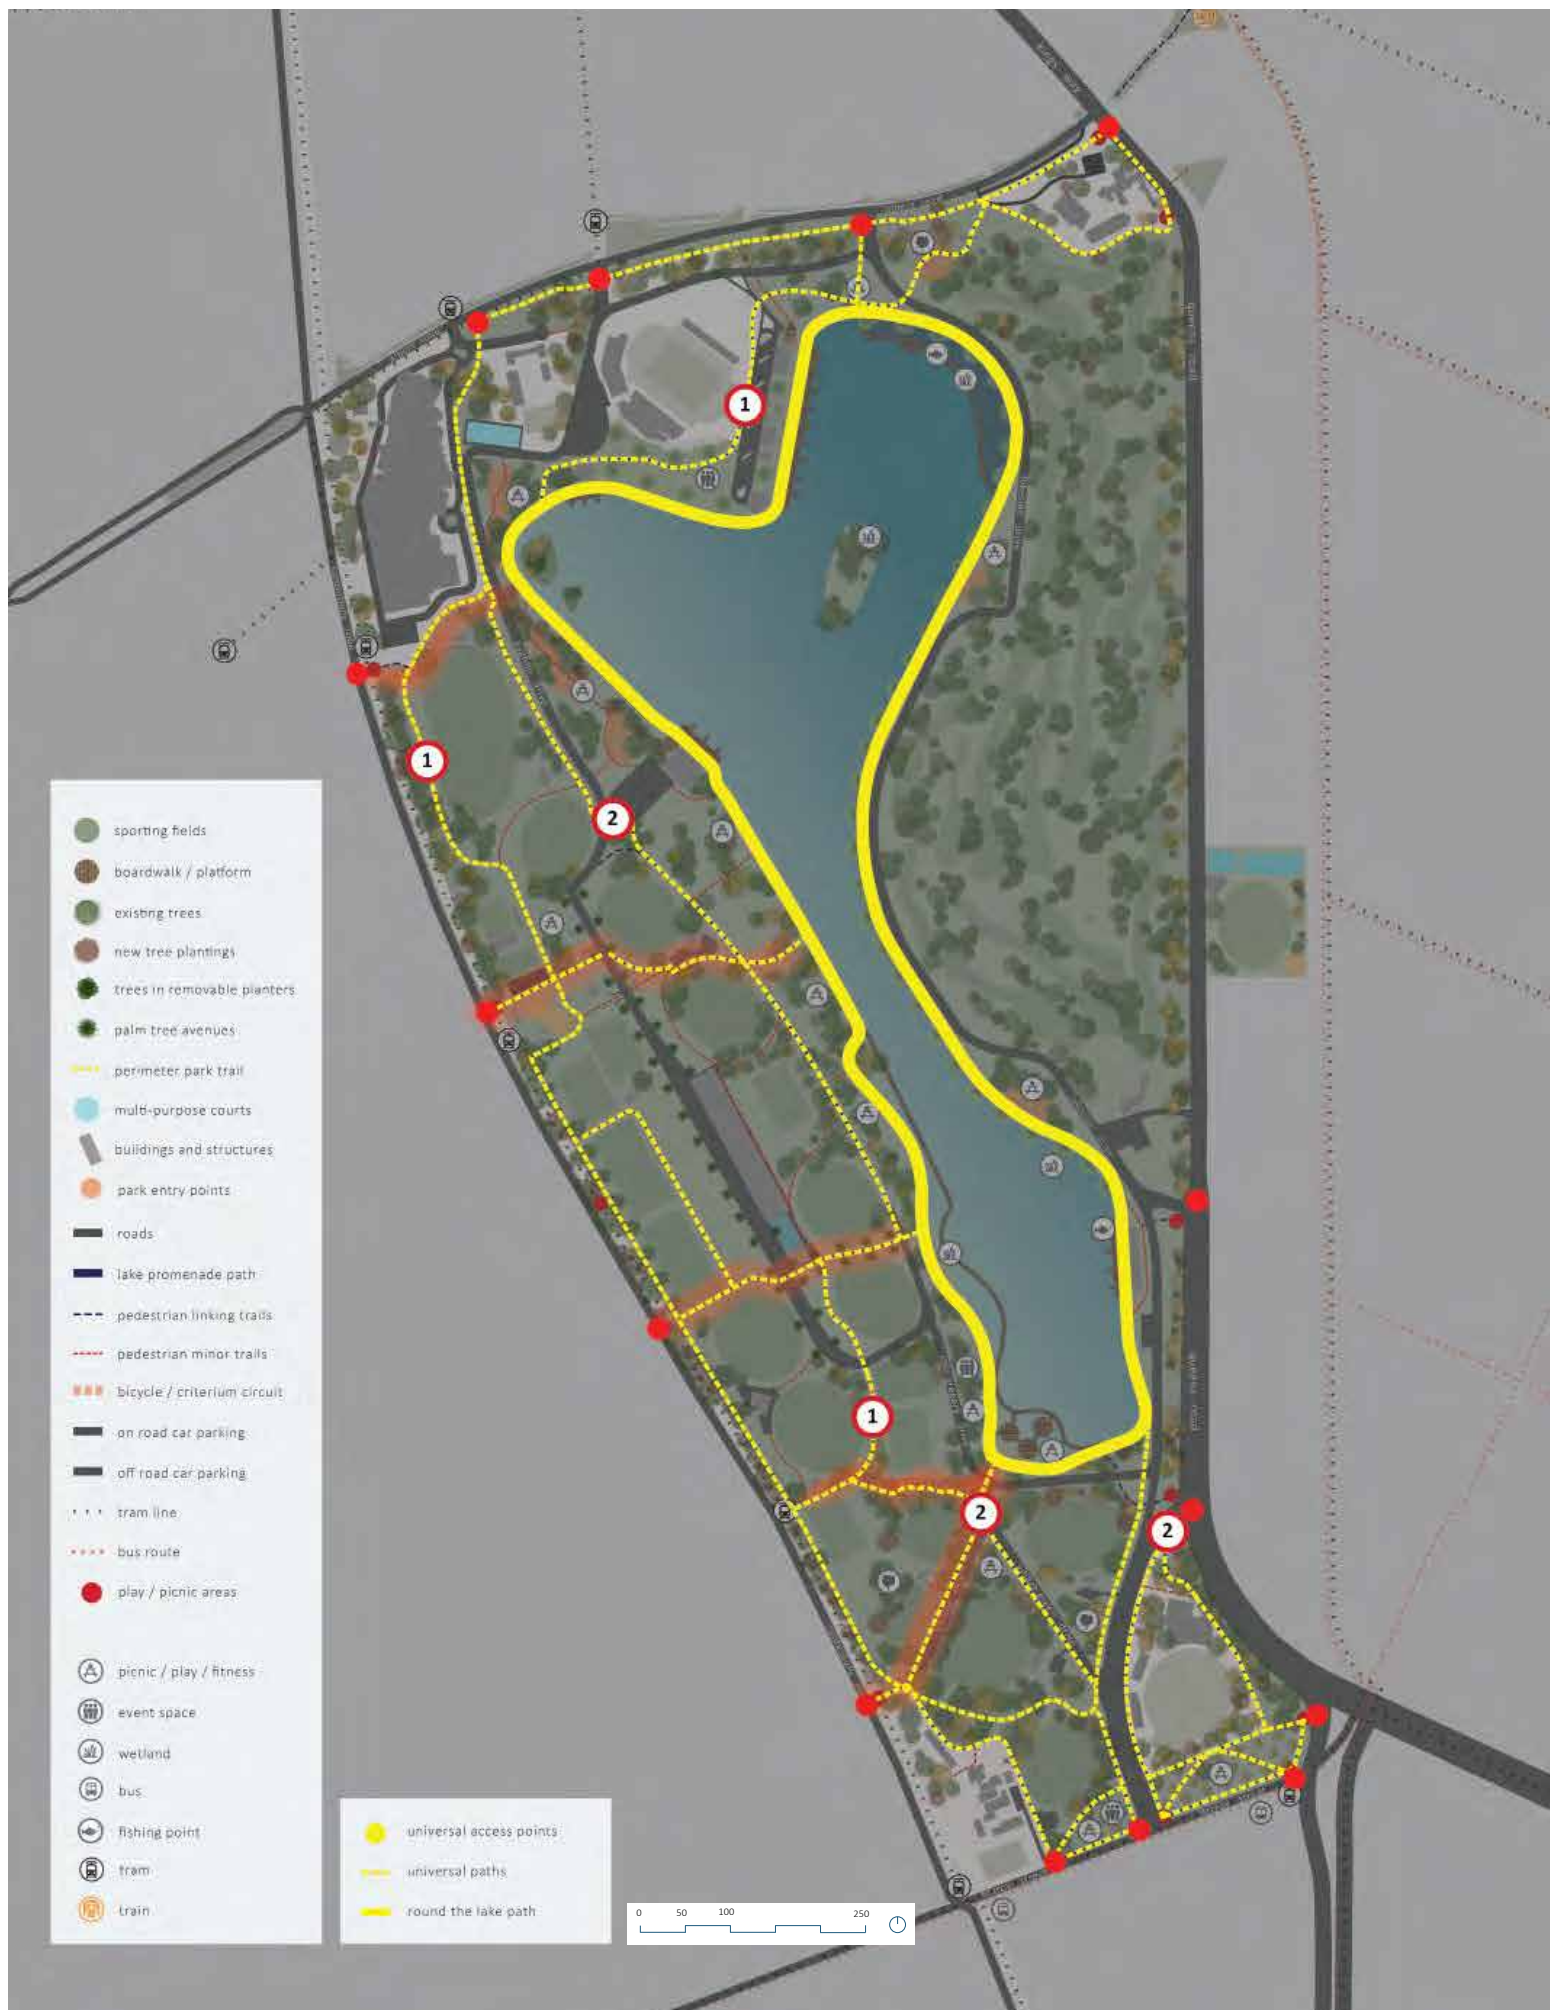 1
1
2
sporting fields
boardwalk / platform
existing trees
new tree plantings
trees in removable planters
palm tree avenues
perimeter park trail
multi-purpose courts
buildings and structures
park entry points
roads
lake promenade path
pedestrian linking trails
pedestrian minor trails
bicycle / criterium circuit
on road car parking
off road car parking
tram line
bus route
play / picnic areas
picnic / play / fitness
event space
wetland
bus
fishing point
tram
train
1
2
2
universal access points
universal paths
round the lake path
0 50 100 250